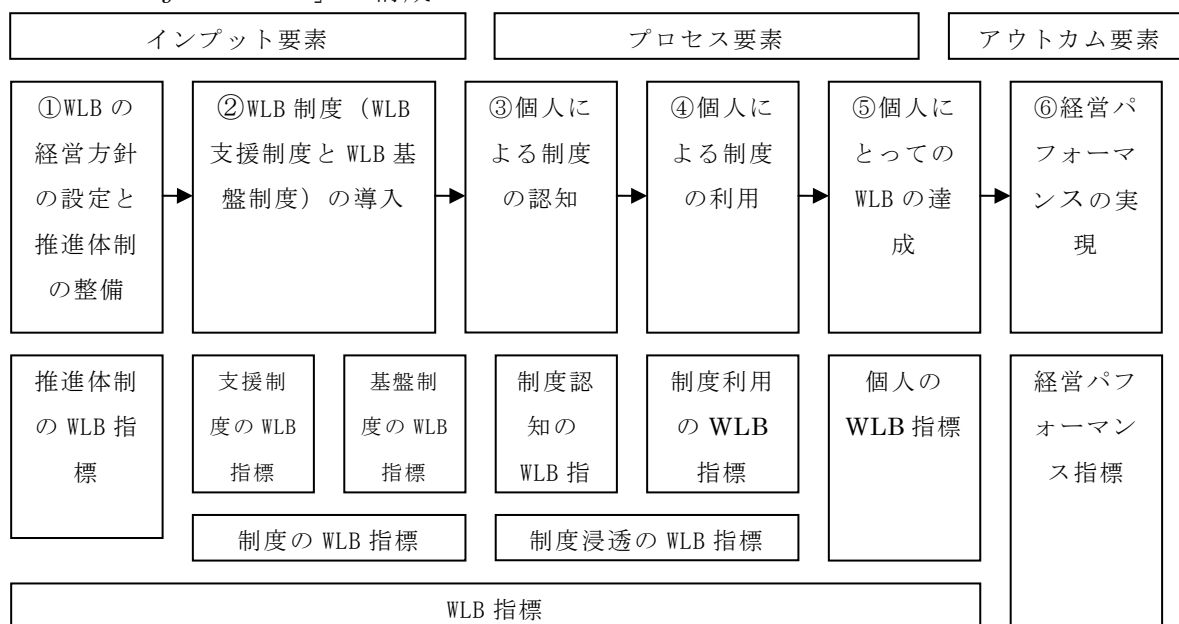 インプット要素
プロセス要素
アウトカム要素
①WLB の
経営方針
の設定と
推進体制
の整備
②WLB 制度（WLB
支援制度と WLB 基
盤制度）の導入
③個人に
よる制度
の認知
④個人に
よる制度
の利用
⑤個人に
とっての
WLB の達
成
⑥経営パ
フォーマ
ンスの実
現
推進体制
の WLB 指
標
支援制
度の WLB
指標
基盤制
度の WLB
指標
制度認
知の
WLB 指
制度利用
の WLB
指標
個人の
WLB 指標
経営パフ
ォーマン
ス指標
制度の WLB 指標
制度浸透の WLB 指標
WLB 指標